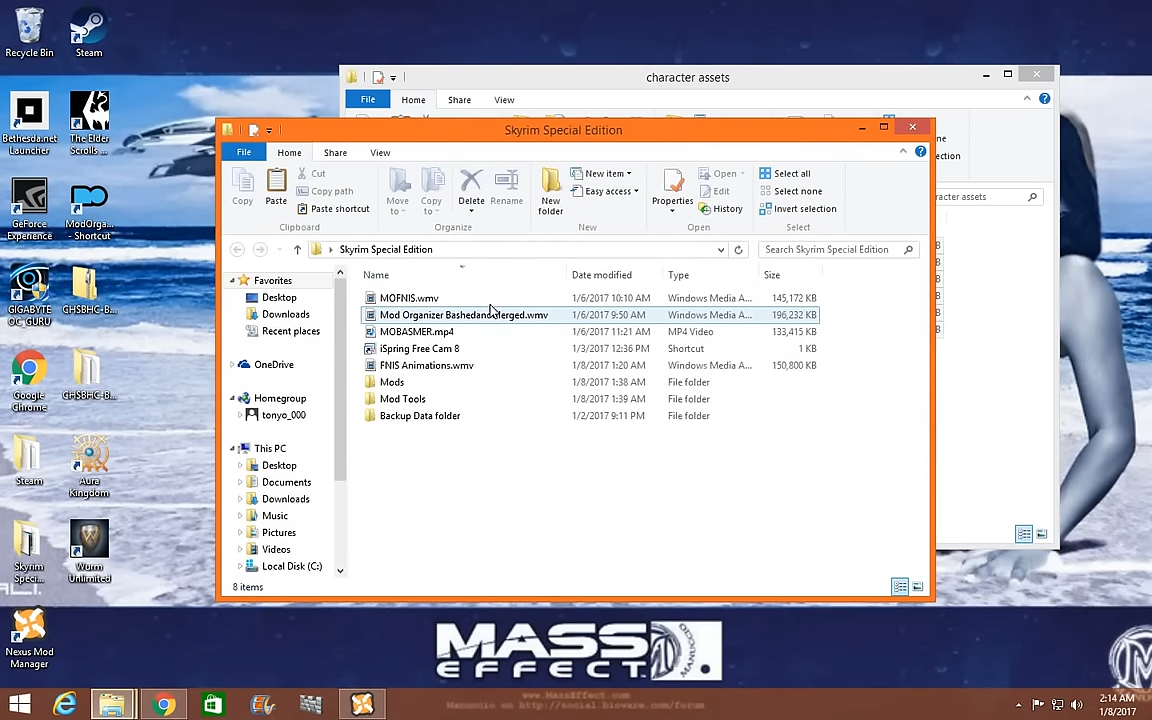 Recycle Bin
Steam
Bethesda.net
Launcher
The Elder
Scrolls ...
GeForce
Experience
ModOrga...
- Shortcut
GIGABYTE
OC_GURU
CHSBHC-B...
Google
Chrome
CHSBHC-B...
Steam
Aura
Kingdom
Skyrim
Speci...
Wurm
Unlimited
Nexus Mod
Manager
character assets
File
Home
Share
View
Skyrim Special Edition
File
Home
Share
View
Copy
Paste
Cut
Copy path
Paste shortcut
Clipboard
Move
to
Copy
to
Delete
Rename
Organize
New
folder
New item
Easy access
New
Properties
Open
Edit
History
Open
Select all
Select none
Invert selection
Select
Skyrim Special Edition
Search Skyrim Special Edition
Name
Date modified
Type
Size
MOFNIS.wmv 1/6/2017 10:10 AM Windows Media A... 145,172 KB
Mod Organizer Bashedandmerged.wmv 1/6/2017 9:50 AM Windows Media A... 196,232 KB
MOBASMER.mp4 1/6/2017 11:21 AM MP4 Video 133,415 KB
iSpring Free Cam 8 1/3/2017 12:36 PM Shortcut 1 KB
FNIS Animations.wmv 1/8/2017 1:20 AM Windows Media A... 150,800 KB
Mods 1/8/2017 1:38 AM File folder
Mod Tools 1/8/2017 1:39 AM File folder
Backup Data folder 1/2/2017 9:11 PM File folder
Favorites
Desktop
Downloads
Recent places
OneDrive
Homegroup
tonyo_000
This PC
Desktop
Documents
Downloads
Music
Pictures
Videos
Local Disk (C:)
8 items
MASS
EFFECT
www.MassEffect.com
Manuccio on http://social.bioware.com/forum
2:14 AM
1/8/2017